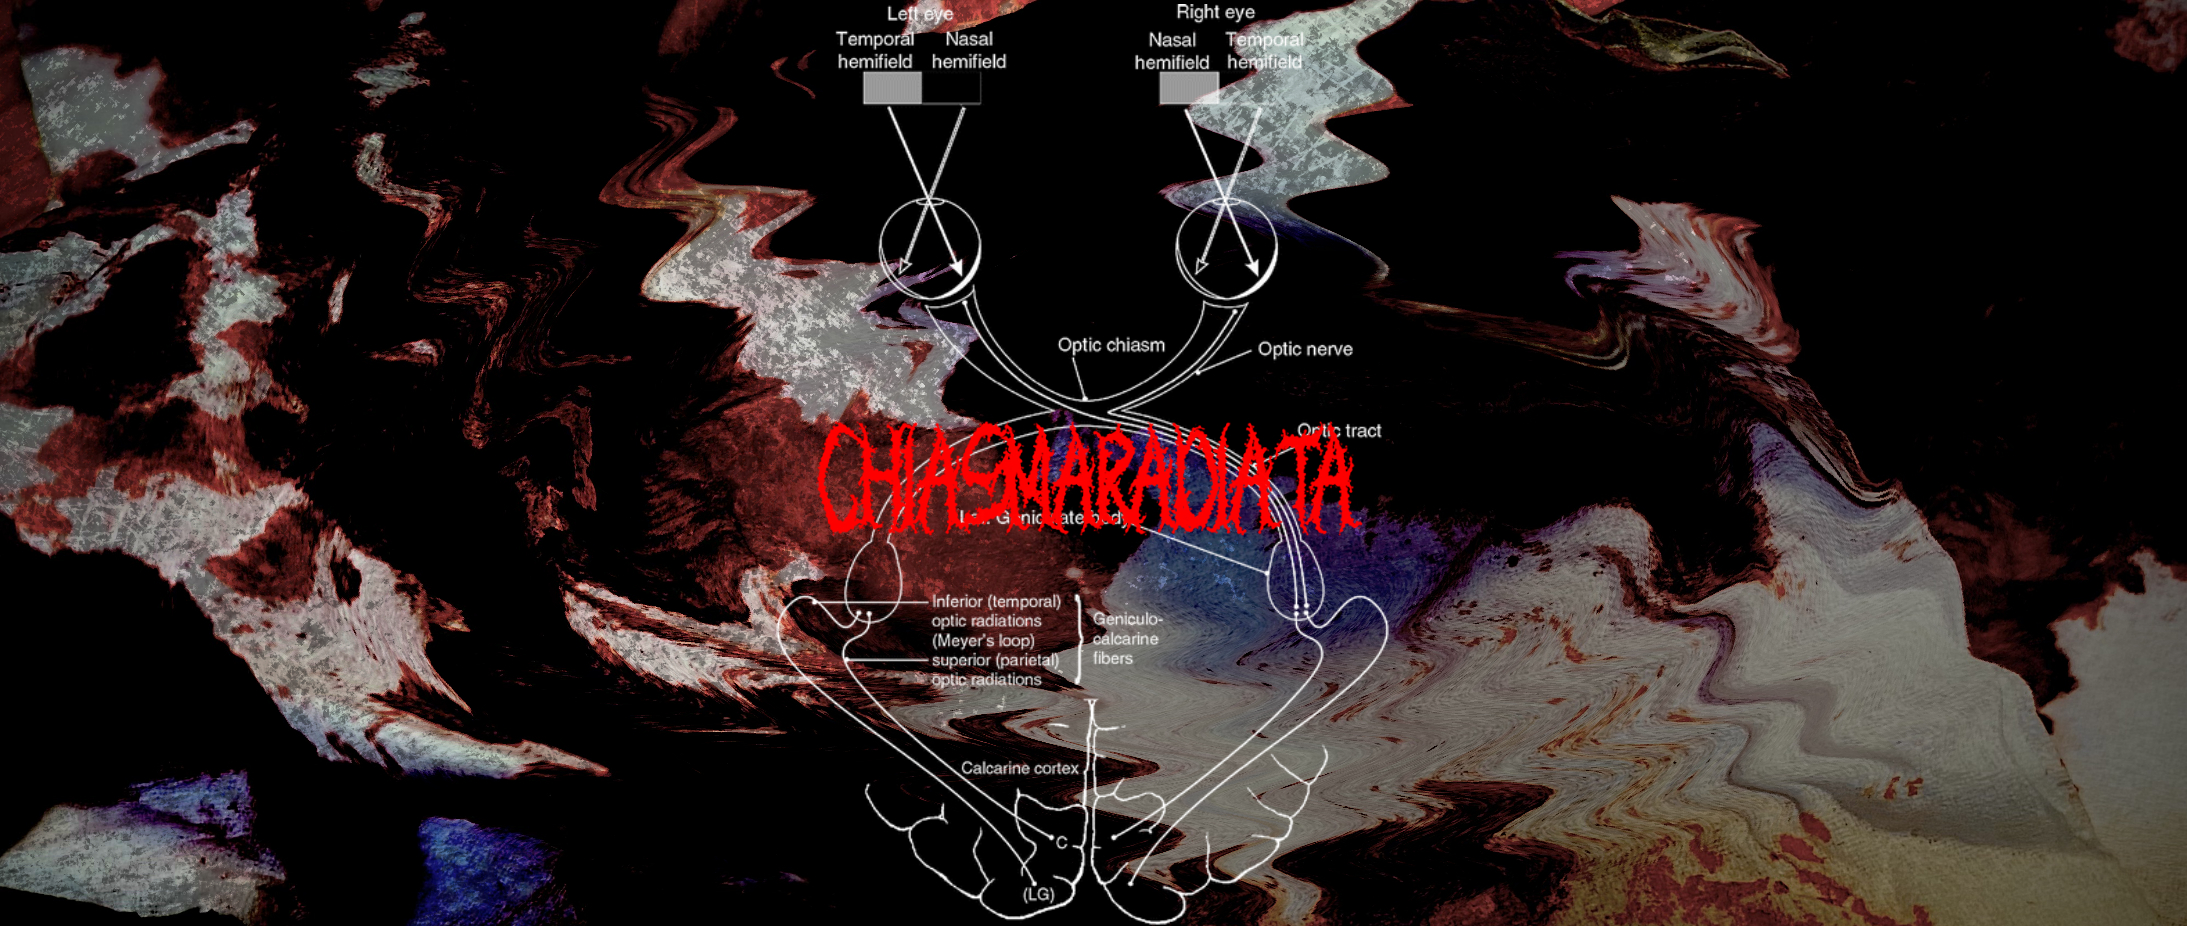 Left eye
Right eye
Temporal hemifield
Nasal hemifield
Nasal hemifield
Temporal hemifield
Optic chiasm
Optic nerve
Optic tract
CHIASMARADIATA
body
Inferior (temporal)
optic radiations
(Meyer's loop)
superior (parietal)
optic radiations
Geniculo-
calcarine
fibers
Calcarine cortex
C
(LG)